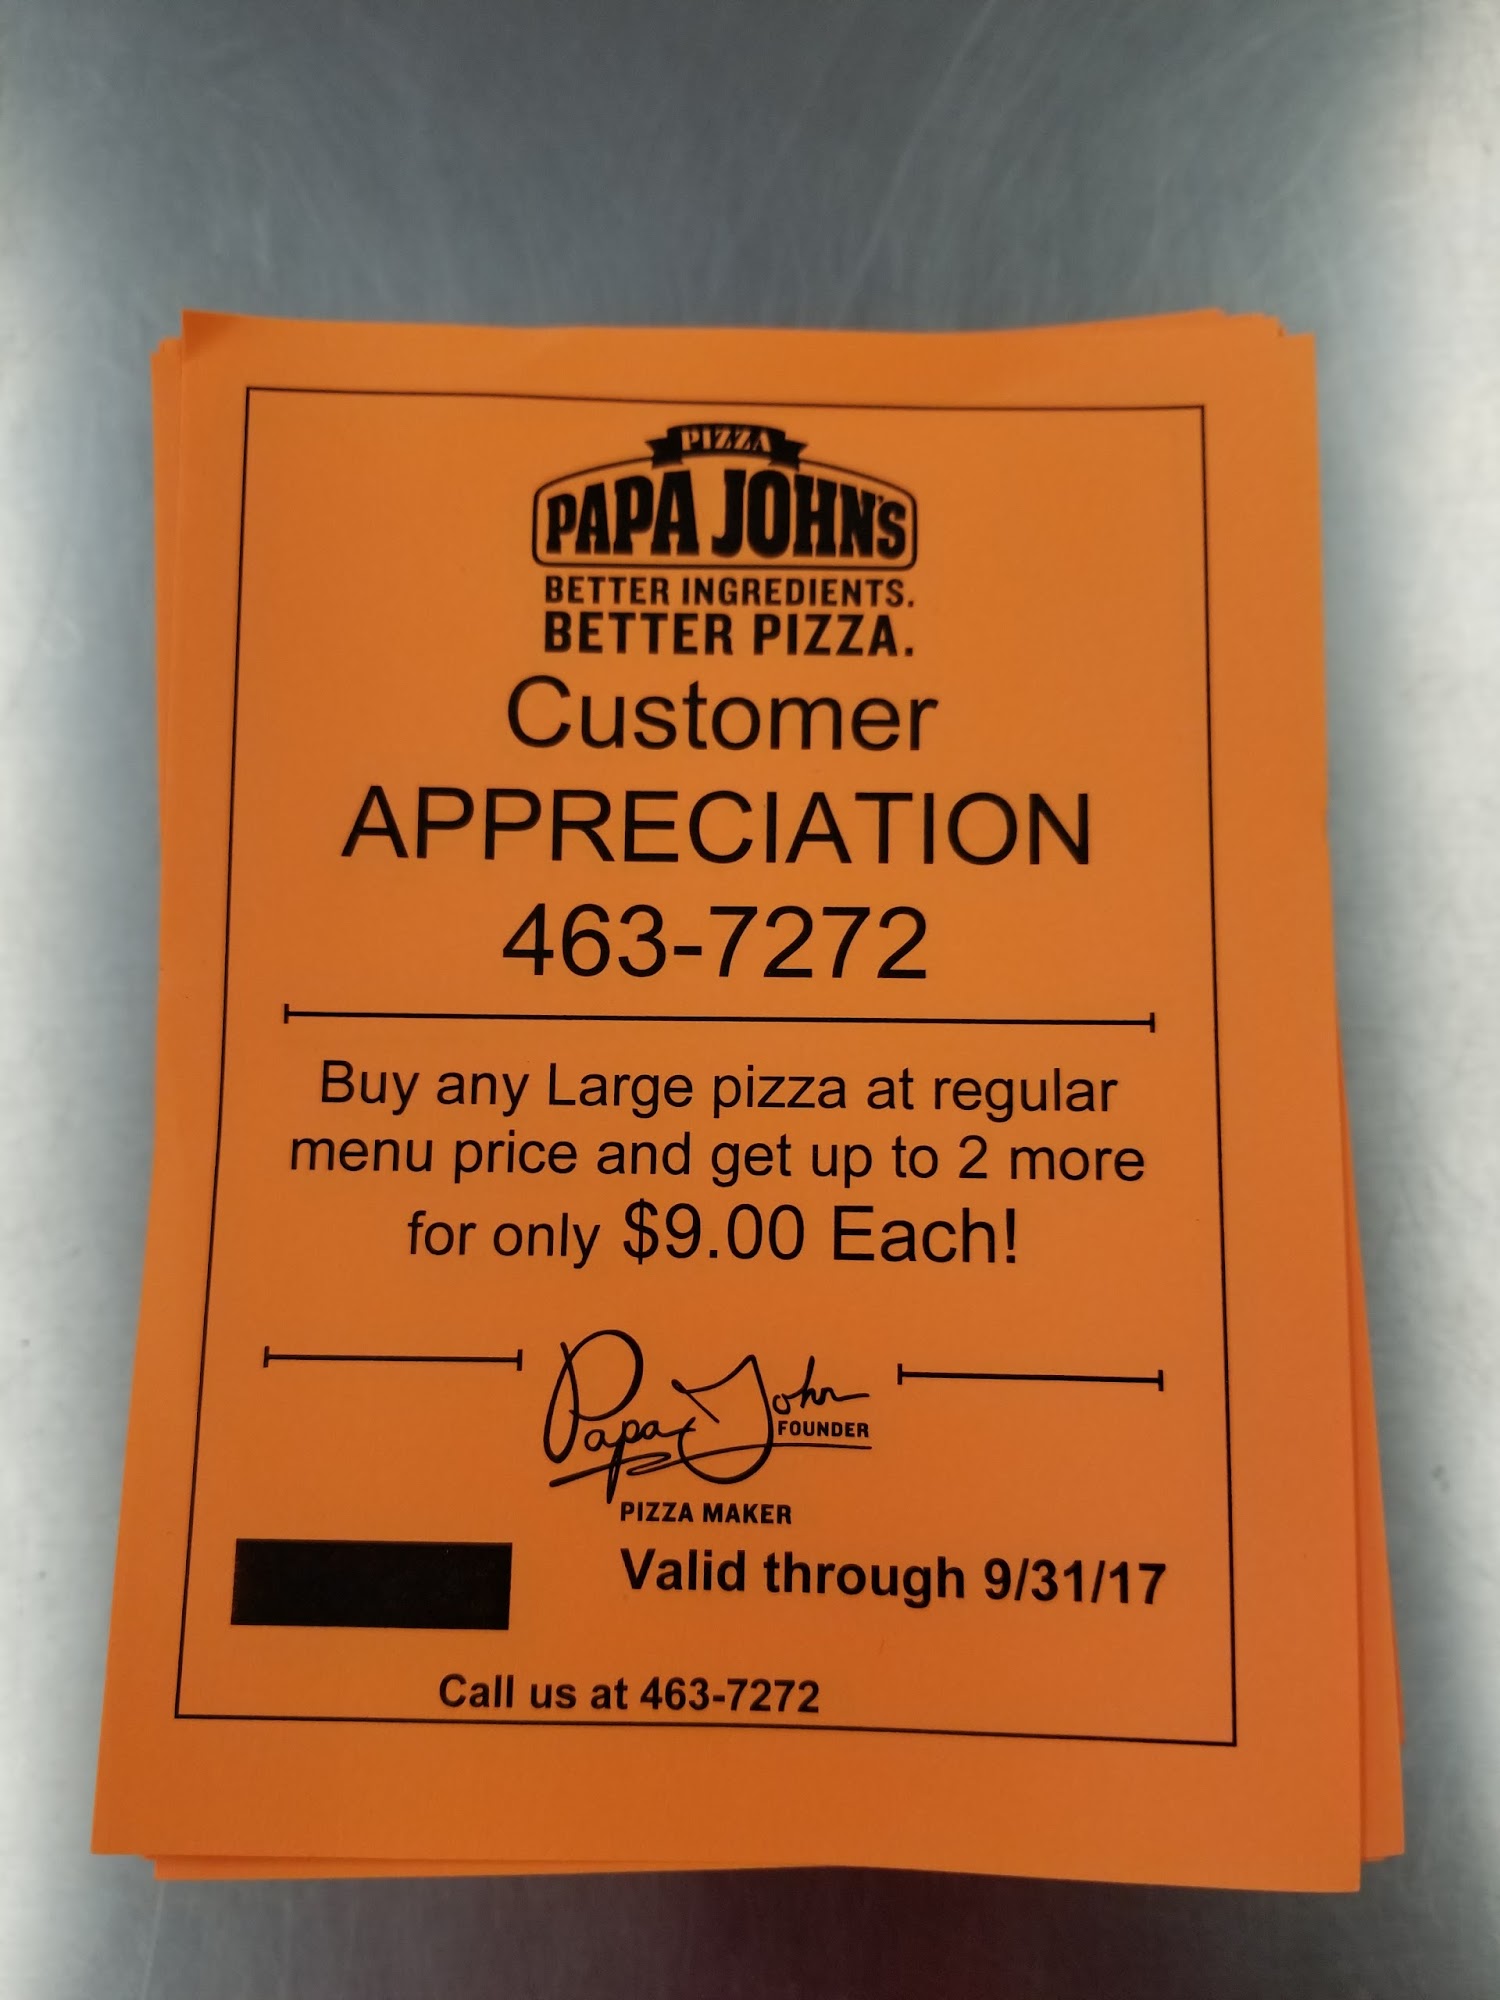 PIZZA
PAPA JOHN'S
BETTER INGREDIENTS.
BETTER PIZZA.
Customer
APPRECIATION
463-7272
Buy any Large pizza at regular
menu price and get up to 2 more
for only $9.00 Each!
Papa John
FOUNDER
PIZZA MAKER
Valid through 9/31/17
Call us at 463-7272